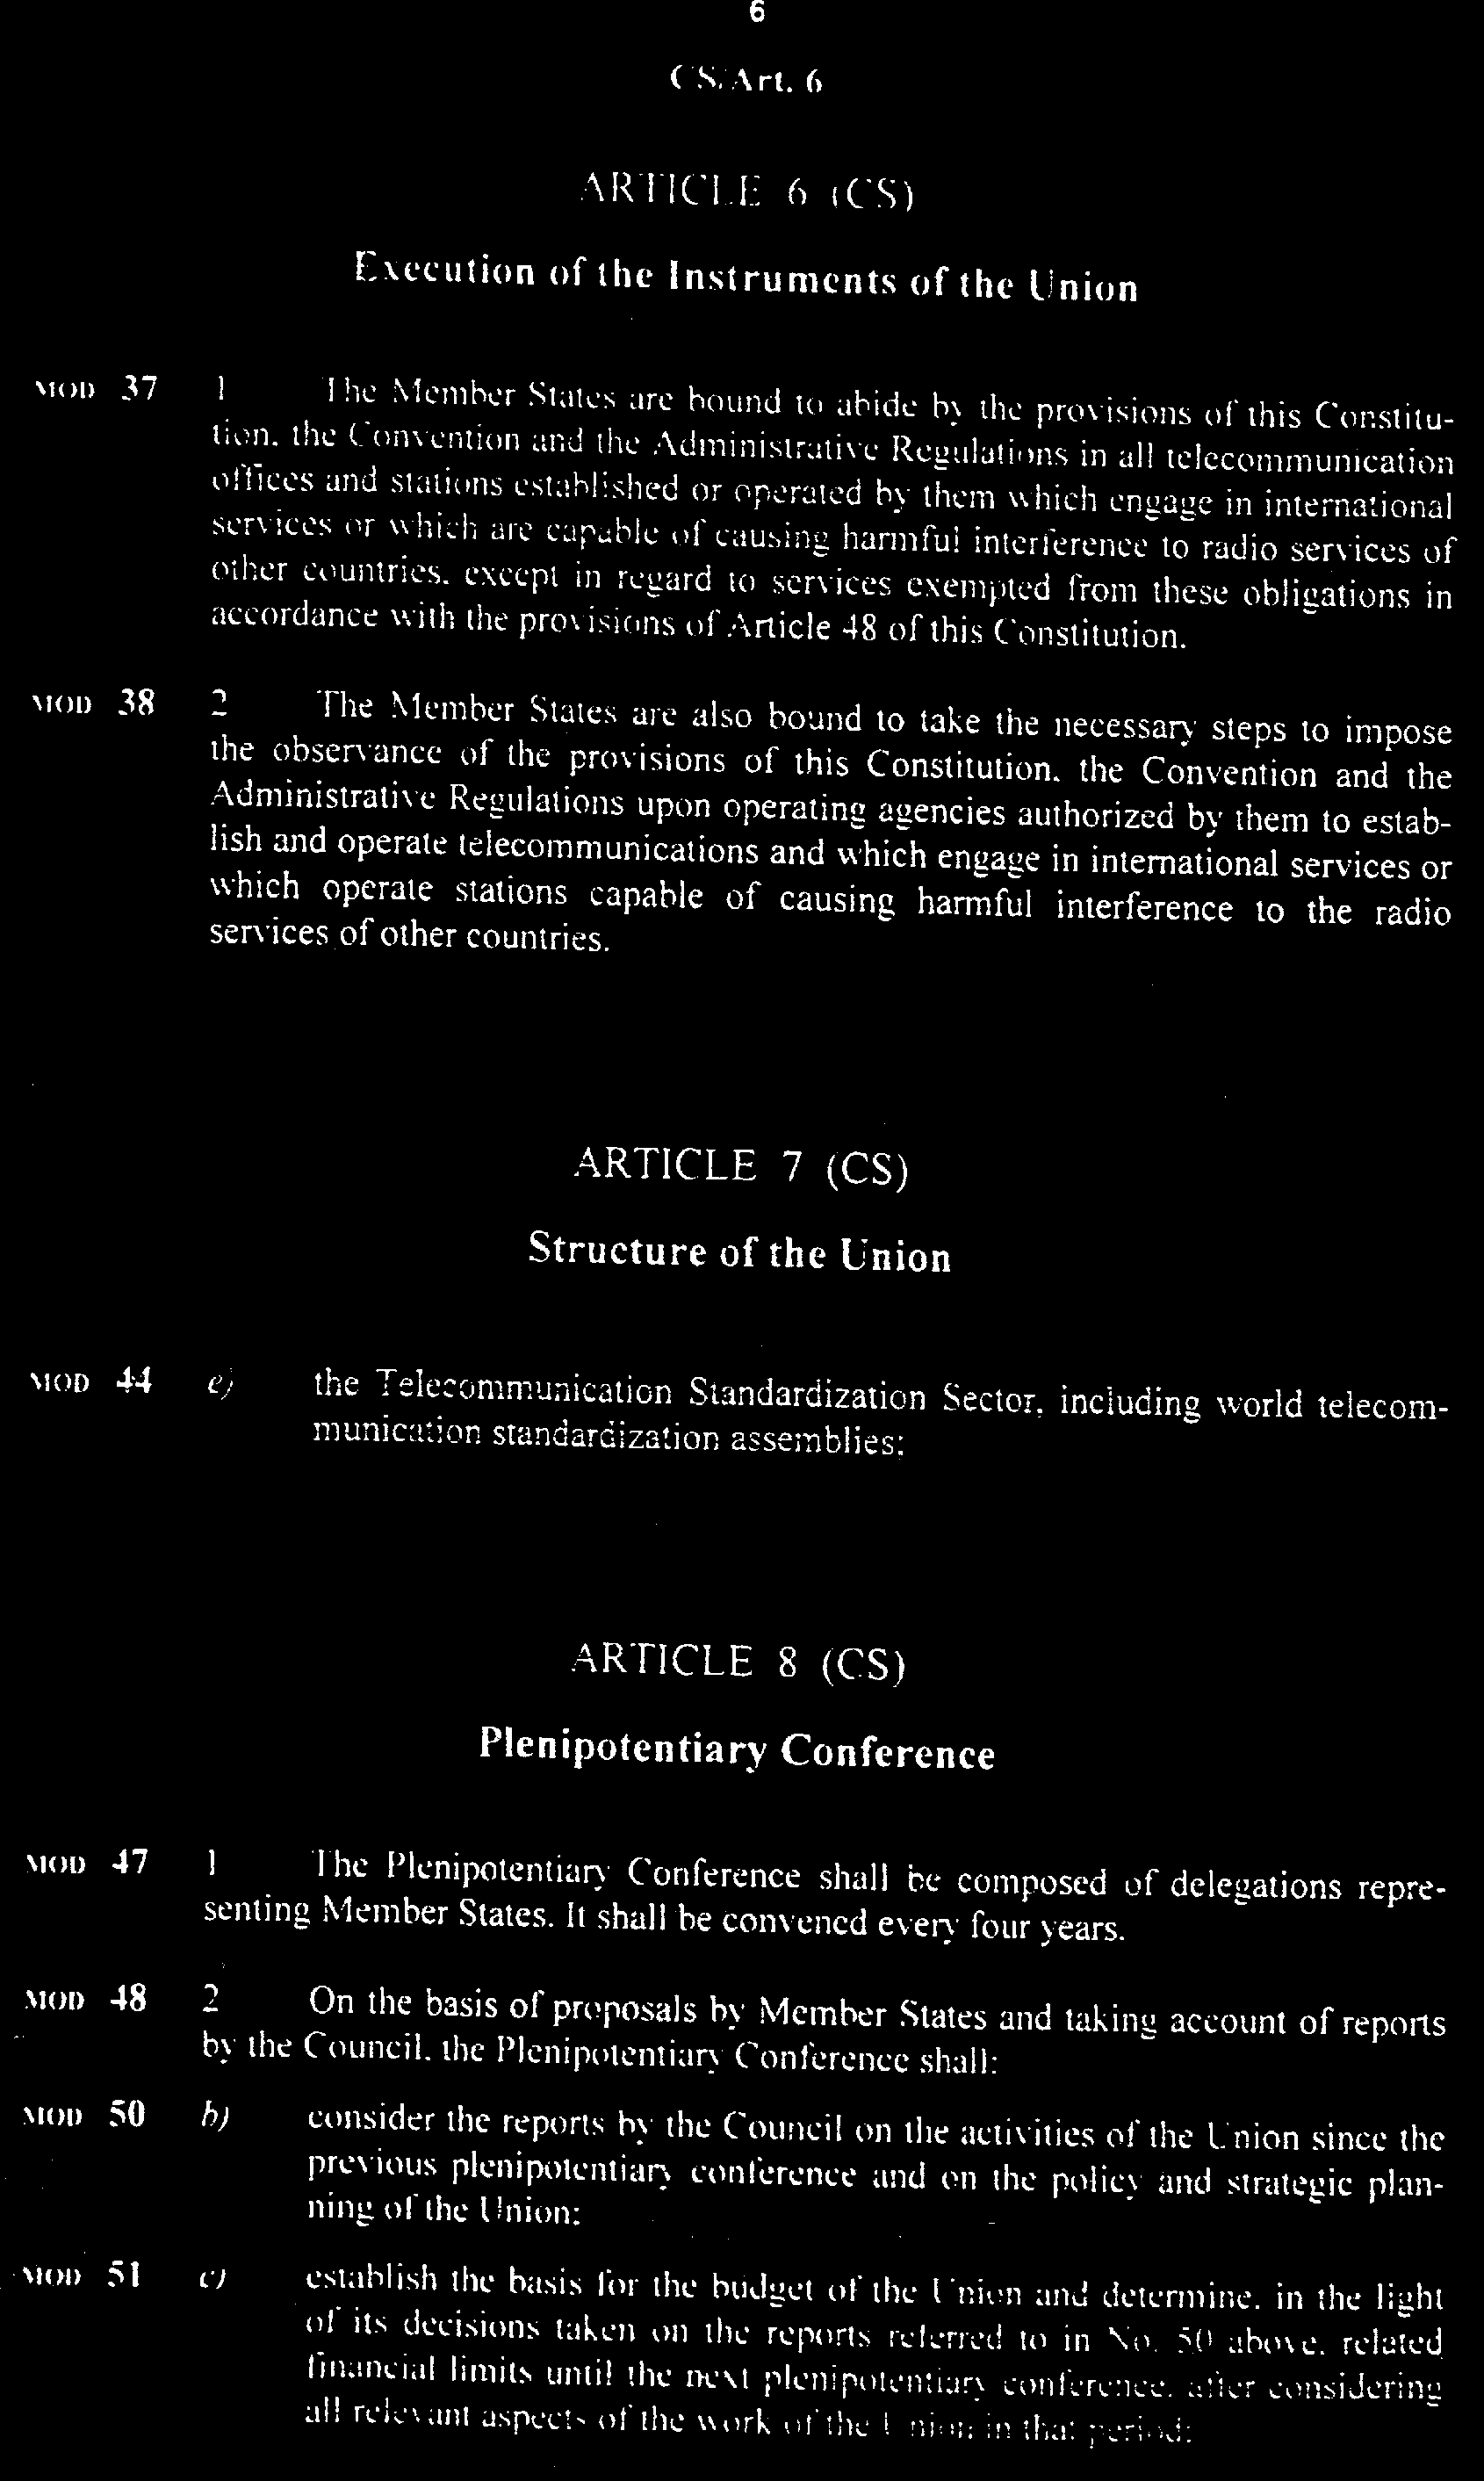 6
CS/Art. 6
ARTICLE 6 (CS)
Execution of the Instruments of the Union
MOD 37 1 The Member States are bound to abide by the provisions of this Constitu-
tion, the Convention and the Administrative Regulations in all telecommunication
offices and stations established or operated by them which engage in international
services or which are capable of causing harmful interference to radio services of
other countries, except in regard to services exempted from these obligations in
accordance with the provisions of Article 48 of this Constitution.
MOD 38 2 The Member States are also bound to take the necessary steps to impose
the observance of the provisions of this Constitution, the Convention and the
Administrative Regulations upon operating agencies authorized by them to estab-
lish and operate telecommunications and which engage in international services or
which operate stations capable of causing harmful interference to the radio
services of other countries.
ARTICLE 7 (CS)
Structure of the Union
MOD 44 e) the Telecommunication Standardization Sector, including world telecom-
munication standardization assemblies;
ARTICLE 8 (CS)
Plenipotentiary Conference
MOD 47 1 The Plenipotentiary Conference shall be composed of delegations repre-
senting Member States. It shall be convened every four years.
MOD 48 2 On the basis of proposals by Member States and taking account of reports
by the Council, the Plenipotentiary Conference shall:
MOD 50 b) consider the reports by the Council on the activities of the Union since the
previous plenipotentiary conference and on the policy and strategic plan-
ning of the Union;
MOD 51 c) establish the basis for the budget of the Union and determine, in the light
of its decisions taken on the reports referred to in No. 50 above, related
financial limits until the next plenipotentiary conference, after considering
all relevant aspects of the work of the Union in that period;